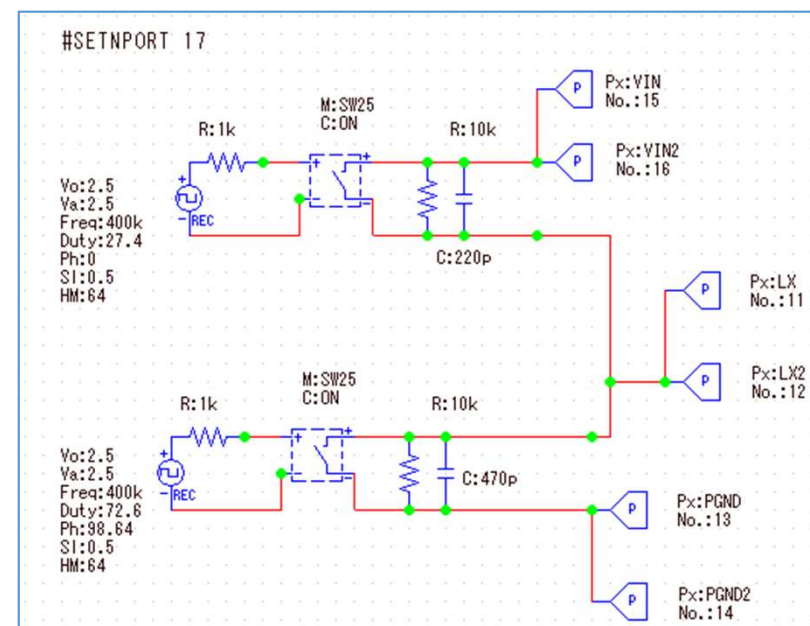 #SETNPORT 17
Px:VIN
No.:15
M:SW25
C:ON
R:1k
R:10k
P
Px:VIN2
No.:16
P
+
+
+
-
-
REC
Vo:2.5
Va:2.5
Freq:400k
Duty:27.4
Ph:0
Sl:0.5
HM:64
C:220p
Px:LX
No.:11
P
Px:LX2
No.:12
P
M:SW25
C:ON
R:1k
R:10k
+
+
+
-
-
REC
Vo:2.5
Va:2.5
Freq:400k
Duty:72.6
Ph:98.64
Sl:0.5
HM:64
C:470p
Px:PGND
No.:13
P
Px:PGND2
No.:14
P